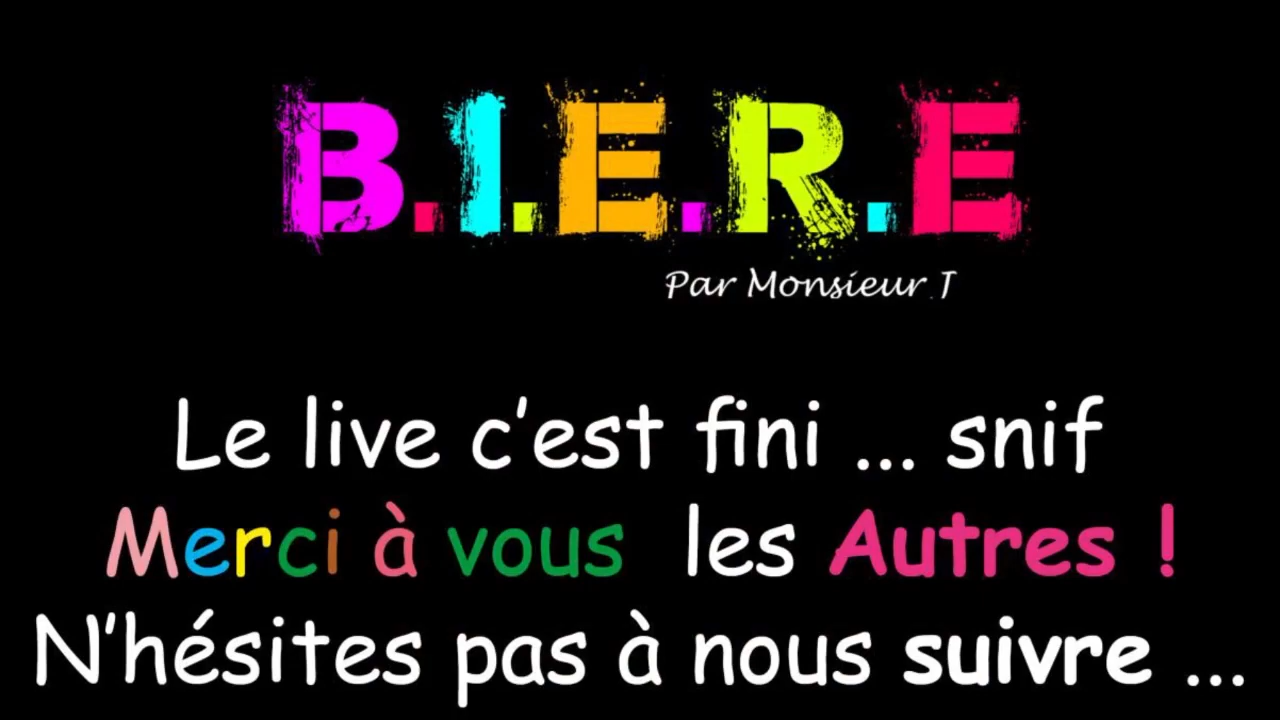 B.I.E.R.E
Par Monsieur T
Le live c'est fini ... snif
Merci à vous les Autres !
N'hésites pas à nous suivre ...